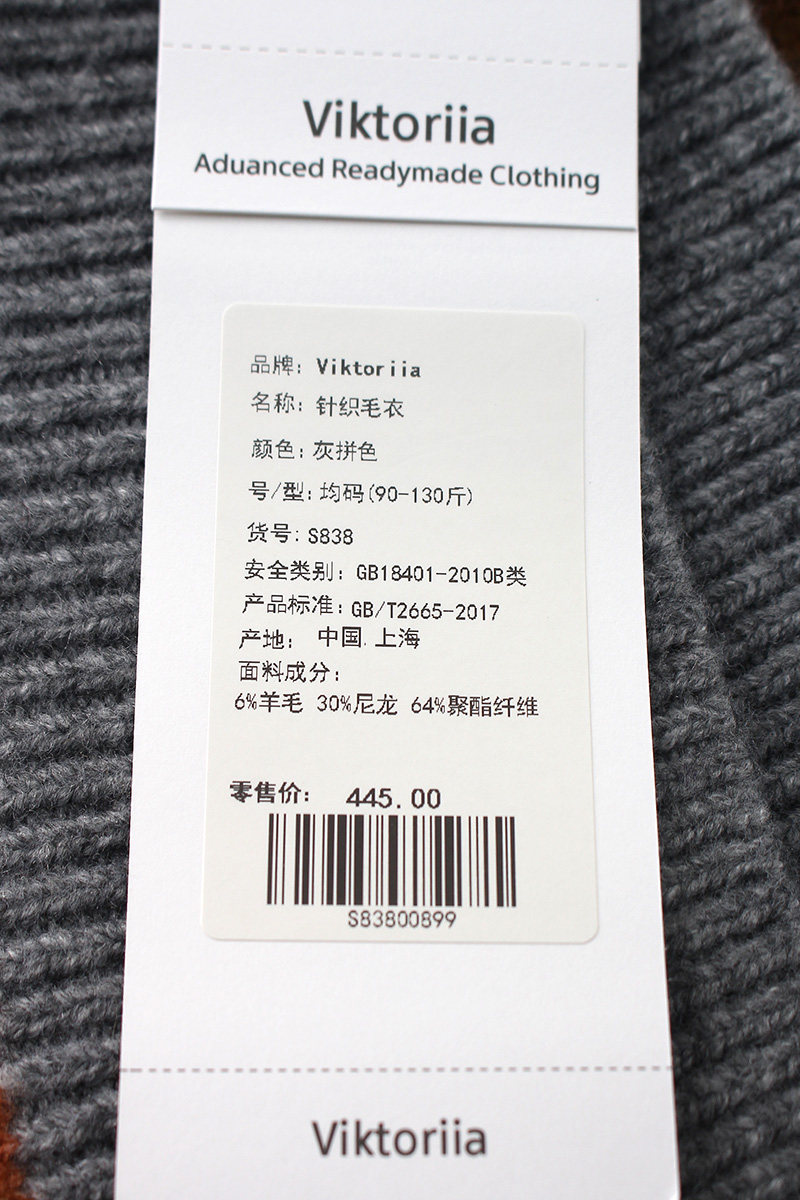 Viktoriia
Aduanced Readymade Clothing
品牌: Viktoriia
名称: 针织毛衣
颜色: 灰拼色
号/型: 均码(90-130斤)
货号: S838
安全类别: GB18401-2010B类
产品标准: GB/T2665-2017
产地: 中国.上海
面料成分:
6%羊毛 30%尼龙 64%聚酯纤维
零售价: 445.00
S83800899
Viktoriia